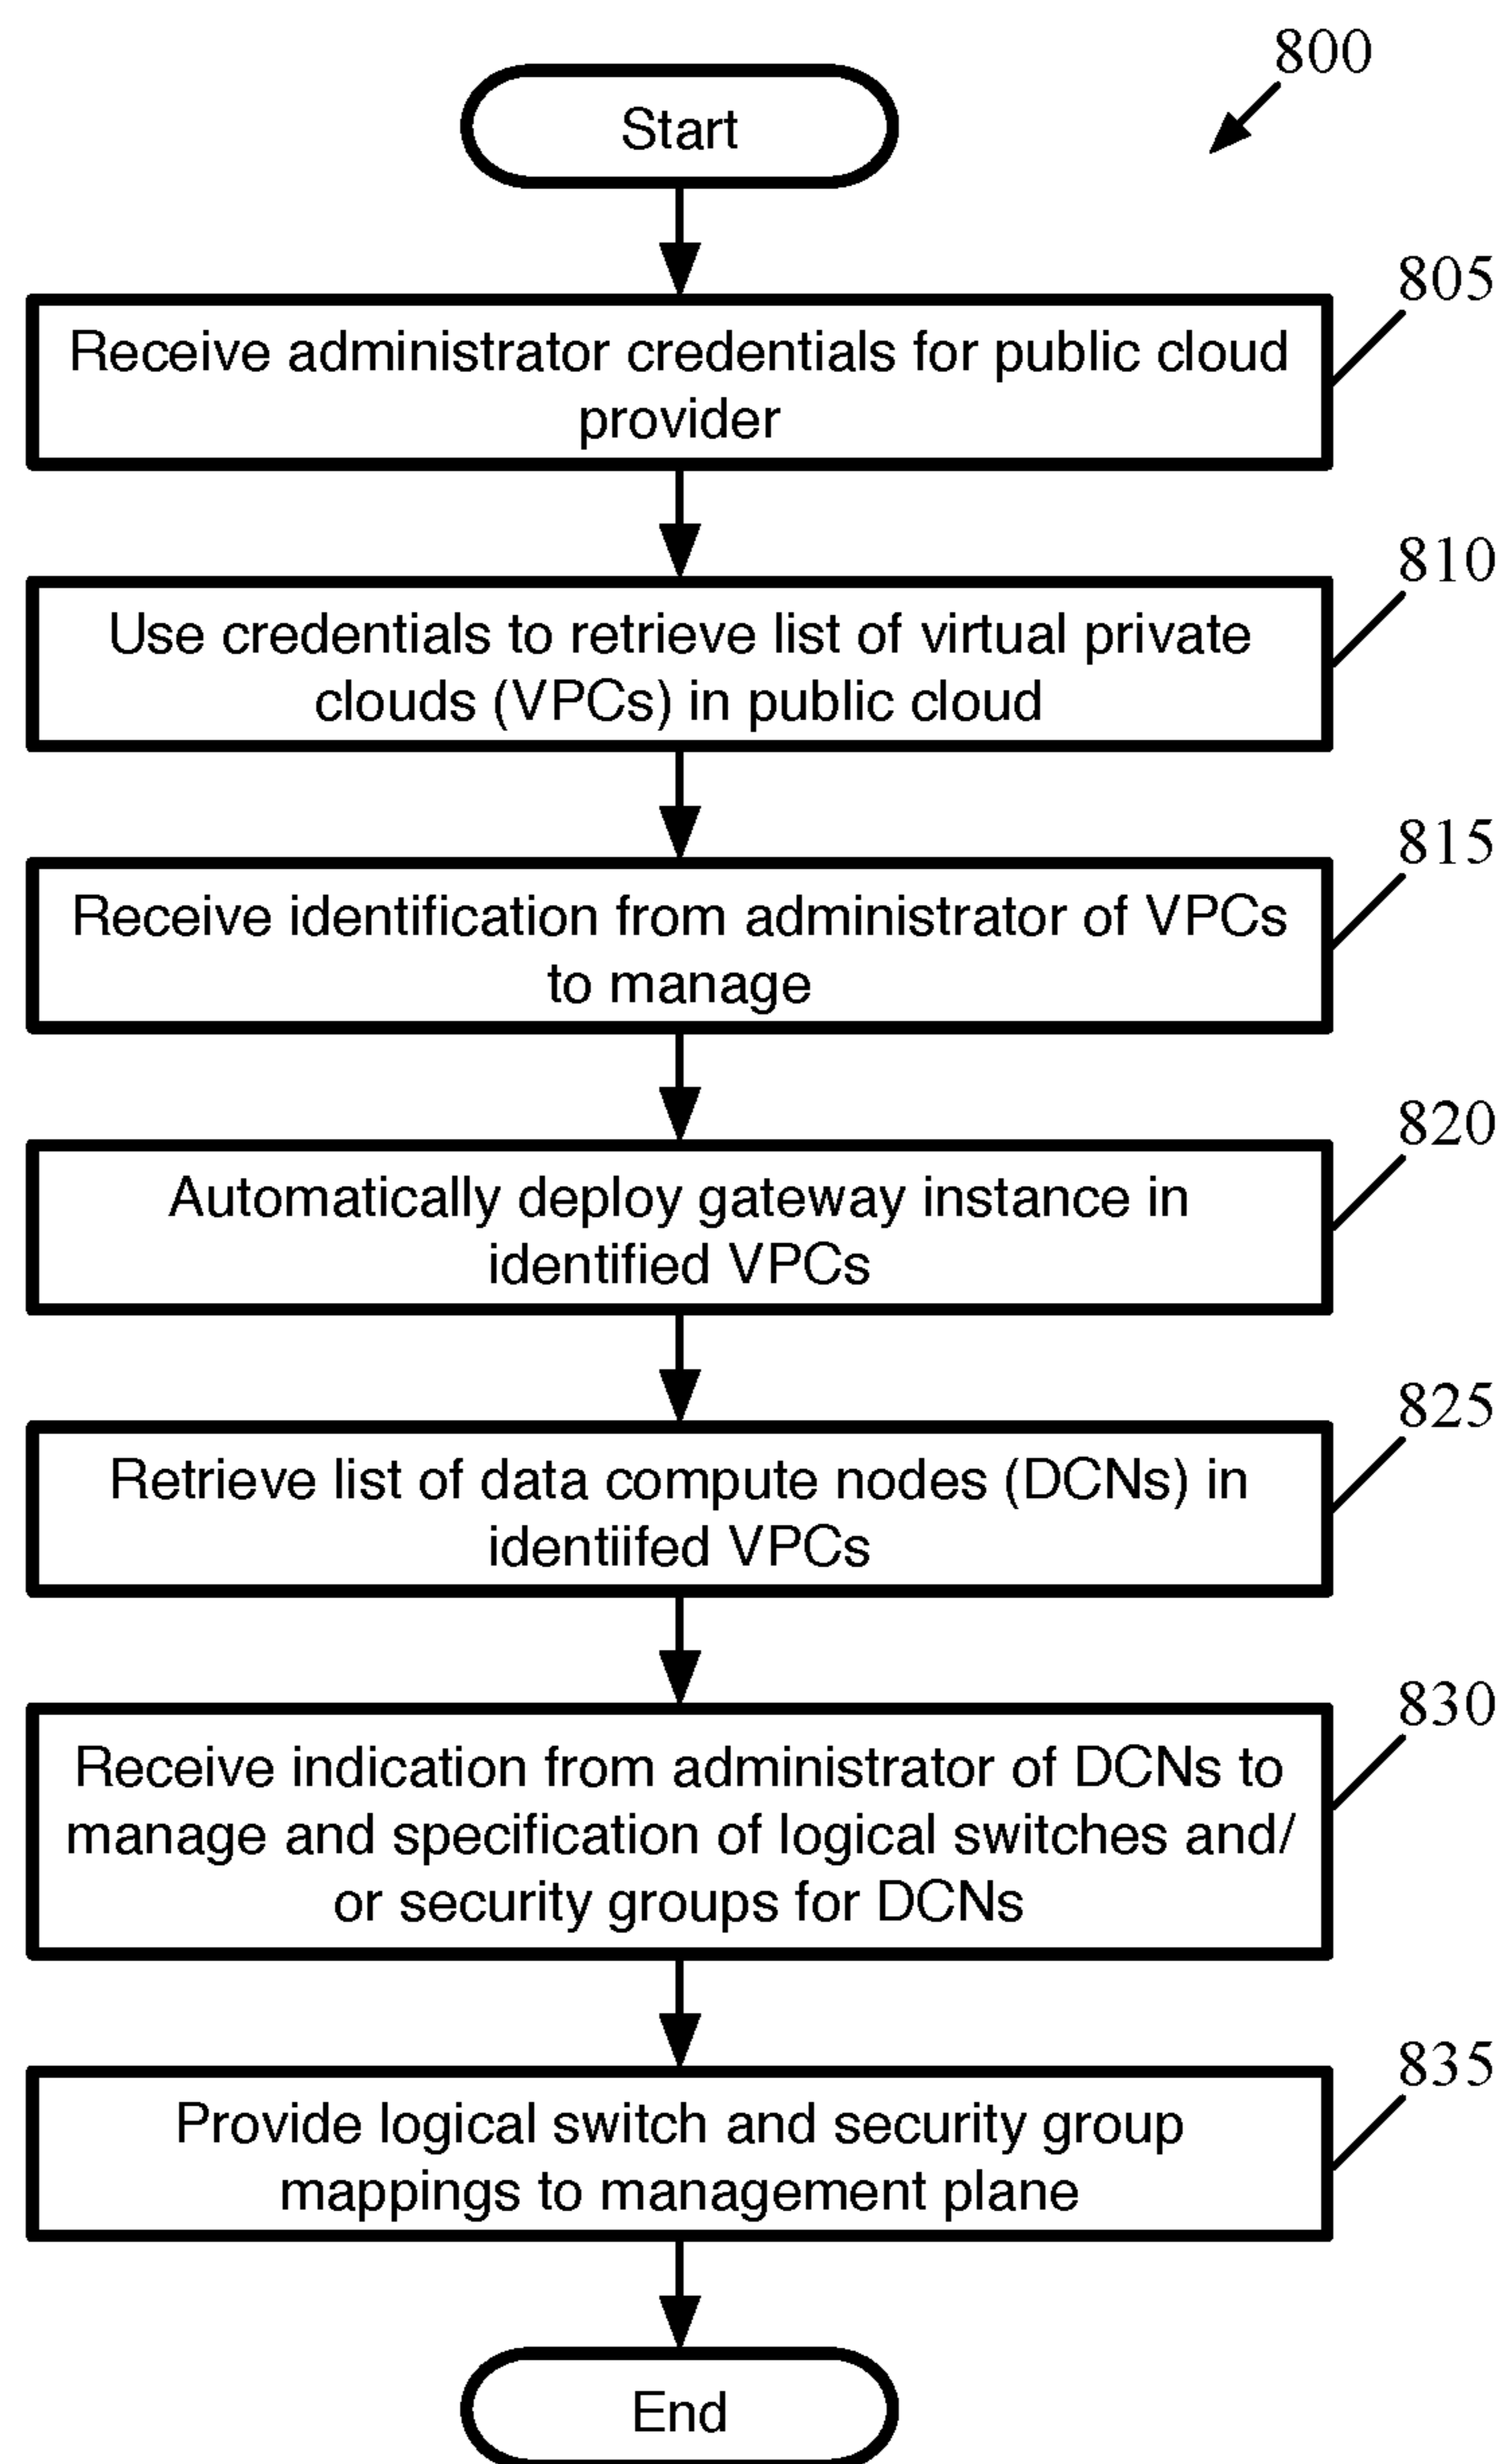 800
Start
805
Receive administrator credentials for public cloud
provider
810
Use credentials to retrieve list of virtual private
clouds (VPCs) in public cloud
815
Receive identification from administrator of VPCs
to manage
820
Automatically deploy gateway instance in
identified VPCs
825
Retrieve list of data compute nodes (DCNs) in
identiifed VPCs
830
Receive indication from administrator of DCNs to
manage and specification of logical switches and/
or security groups for DCNs
835
Provide logical switch and security group
mappings to management plane
End